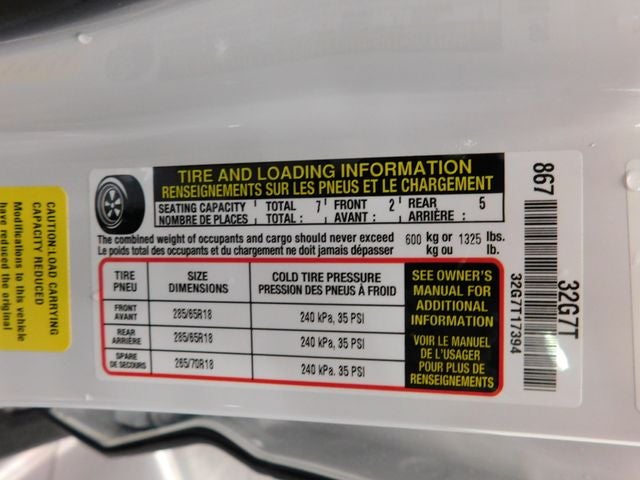 TIRE AND LOADING INFORMATION
RENSEIGNEMENTS SUR LES PNEUS ET LE CHARGEMENT
SEATING CAPACITY TOTAL 7 FRONT 2 REAR 5
NOMBRE DE PLACES TOTAL : AVANT : ARRIÈRE :
The combined weight of occupants and cargo should never exceed 600 kg or 1325 lbs.
Le poids total des occupants et du chargement ne doit jamais dépasser kg ou lb.
TIRE SIZE COLD TIRE PRESSURE
PNEU DIMENSIONS PRESSION DES PNEUS À FROID
FRONT
AVANT 285/65R18 240 kPa, 35 PSI
REAR
ARRIÈRE 285/65R18 240 kPa, 35 PSI
SPARE
DE SECOURS 265/70R18 240 kPa, 35 PSI
SEE OWNER'S
MANUAL FOR
ADDITIONAL
INFORMATION
VOIR LE MANUEL
DE L'USAGER
POUR PLUS DE
RENSEIGNEMENTS
867
32G7T
32G7T17394
CAUTION: LOAD CARRYING
CAPACITY REDUCED
Modifications to this vehicle
have reduced the